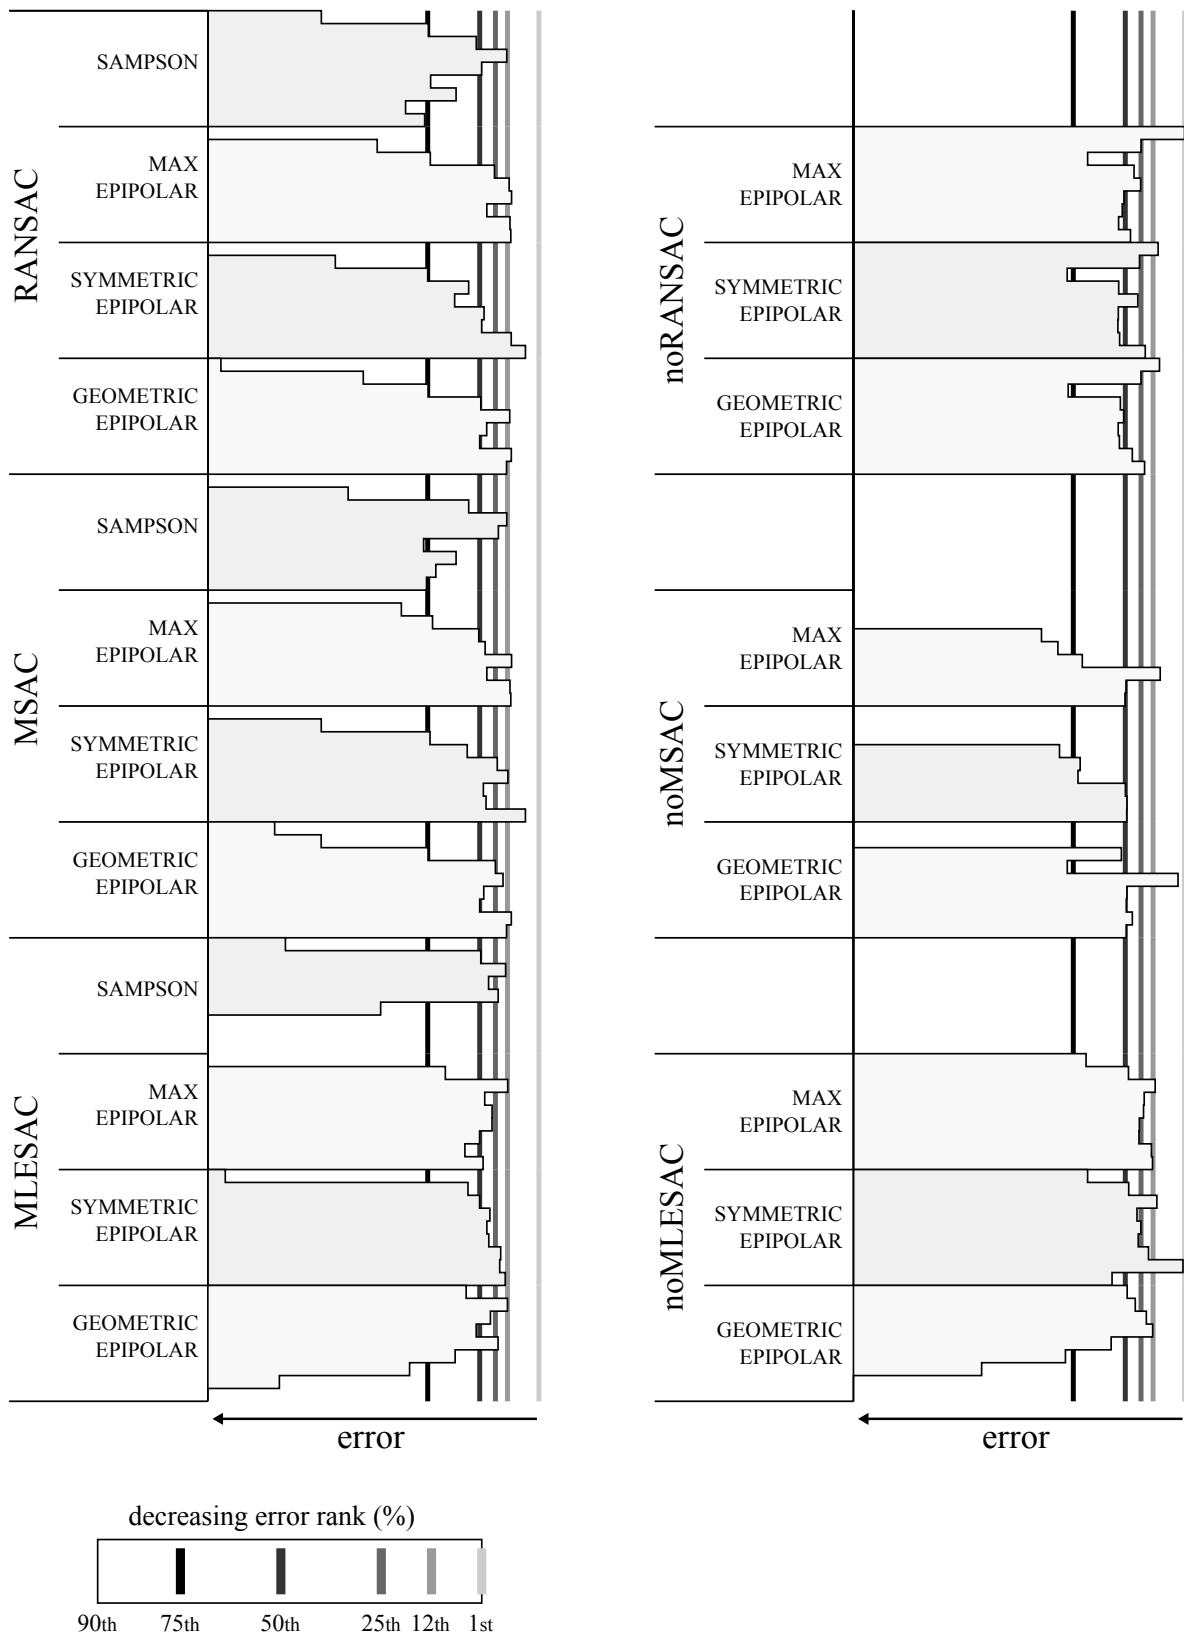 RANSAC
SAMPSON
MAX
EPIPOLAR
SYMMETRIC
EPIPOLAR
GEOMETRIC
EPIPOLAR
MSAC
SAMPSON
MAX
EPIPOLAR
SYMMETRIC
EPIPOLAR
GEOMETRIC
EPIPOLAR
MLESAC
SAMPSON
MAX
EPIPOLAR
SYMMETRIC
EPIPOLAR
GEOMETRIC
EPIPOLAR
error
noRANSAC
MAX
EPIPOLAR
SYMMETRIC
EPIPOLAR
GEOMETRIC
EPIPOLAR
noMSAC
MAX
EPIPOLAR
SYMMETRIC
EPIPOLAR
GEOMETRIC
EPIPOLAR
noMLESAC
MAX
EPIPOLAR
SYMMETRIC
EPIPOLAR
GEOMETRIC
EPIPOLAR
error
decreasing error rank (%)
90th 75th 50th 25th 12th 1st